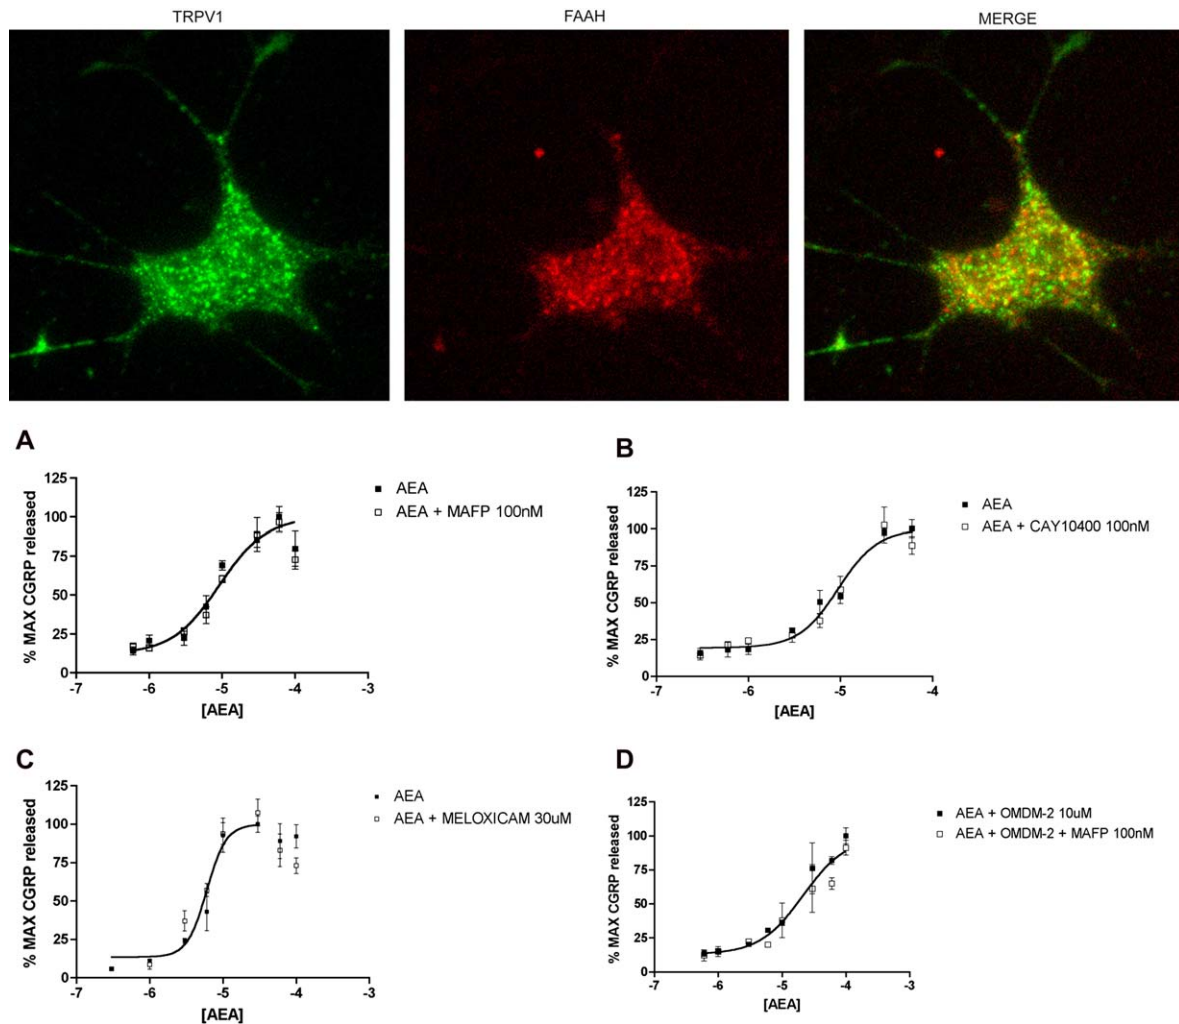 TRPV1 FAAH MERGE
A
% MAX CGRP released
125
100
75
50
25
0
-7 -6 -5 -4 -3
[AEA]
AEA
AEA + MAFP 100nM
B
% MAX CGRP released
125
100
75
50
25
0
-7 -6 -5 -4
[AEA]
AEA
AEA + CAY10400 100nM
C
% MAX CGRP released
125
100
75
50
25
0
-7 -6 -5 -4 -3
[AEA]
AEA
AEA + MELOXICAM 30uM
D
% MAX CGRP released
125
100
75
50
25
0
-7 -6 -5 -4 -3
[AEA]
AEA + OMDM-2 10uM
AEA + OMDM-2 + MAFP 100nM